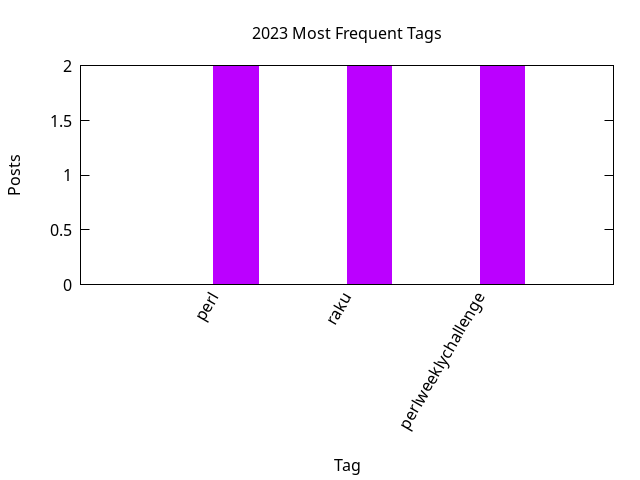 2023 Most Frequent Tags
2
1.5
1
0.5
0
Posts
perl
raku
perlweeklychallenge
Tag